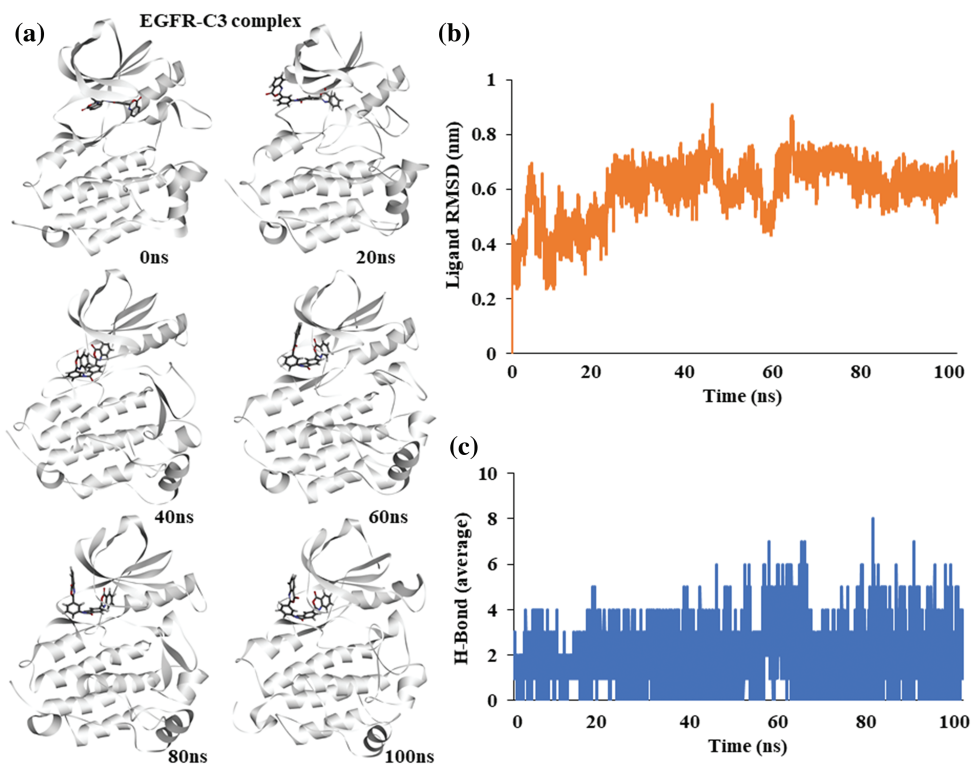 (a)
EGFR-C3 complex
0ns
20ns
40ns
60ns
80ns
100ns
(b)
Ligand RMSD (nm)
1
0.8
0.6
0.4
0.2
0
0 20 40 60 80 100
Time (ns)
(c)
H-Bond (average)
10
8
6
4
2
0
0 20 40 60 80 100
Time (ns)